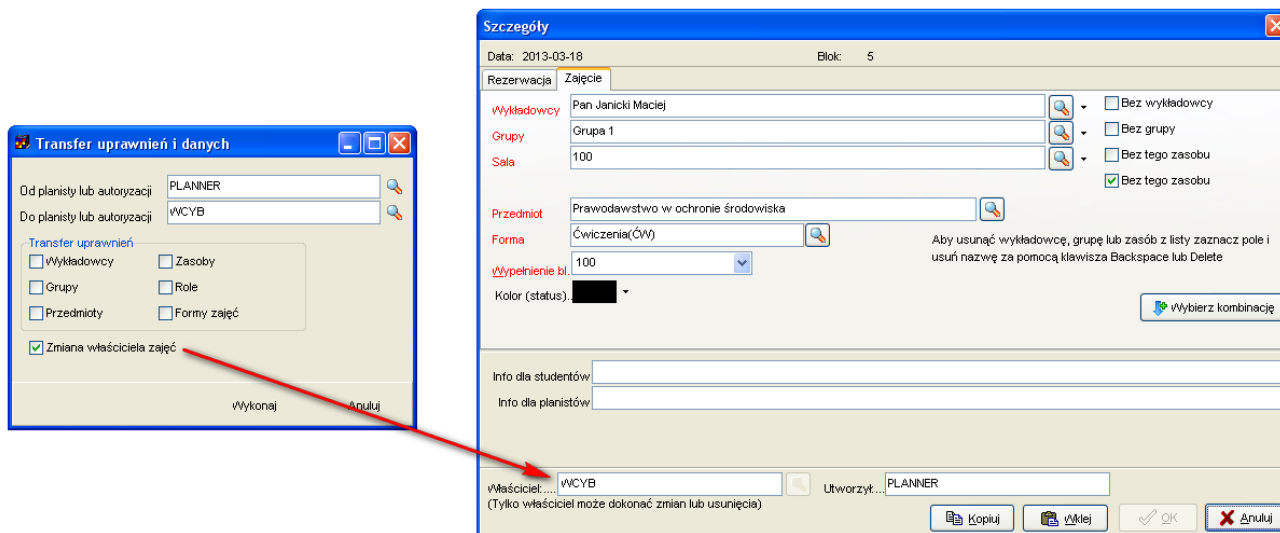 Transfer uprawnień i danych
Od planisty lub autoryzacji PLANNER
Do planisty lub autoryzacji WCYB
Transfer uprawnień
Wykładowcy Zasoby
Grupy Role
Przedmioty Formy zajęć
Zmiana właściciela zajęć
Wykonaj Anuluj
Szczegóły
Data: 2013-03-18 Blok: 5
Rezerwacja Zajęcie
Wykładowcy Pan Janicki Maciej Bez wykładowcy
Grupy Grupa 1 Bez grupy
Sala 100 Bez tego zasobu
Bez tego zasobu
Przedmiot Prawodawstwo w ochronie środowiska
Forma Ćwiczenia(ĆW)
Aby usunąć wykładowcę, grupę lub zasób z listy zaznacz pole i
usuń nazwę za pomocą klawisza Backspace lub Delete
Wypełnienie bl. 100
Kolor (status)..
Wybierz kombinację
Info dla studentów
Info dla planistów
Właściciel:.... WCYB Utworzył:... PLANNER
(Tylko właściciel może dokonać zmian lub usunięcia)
Kopiuj Wklej OK Anuluj